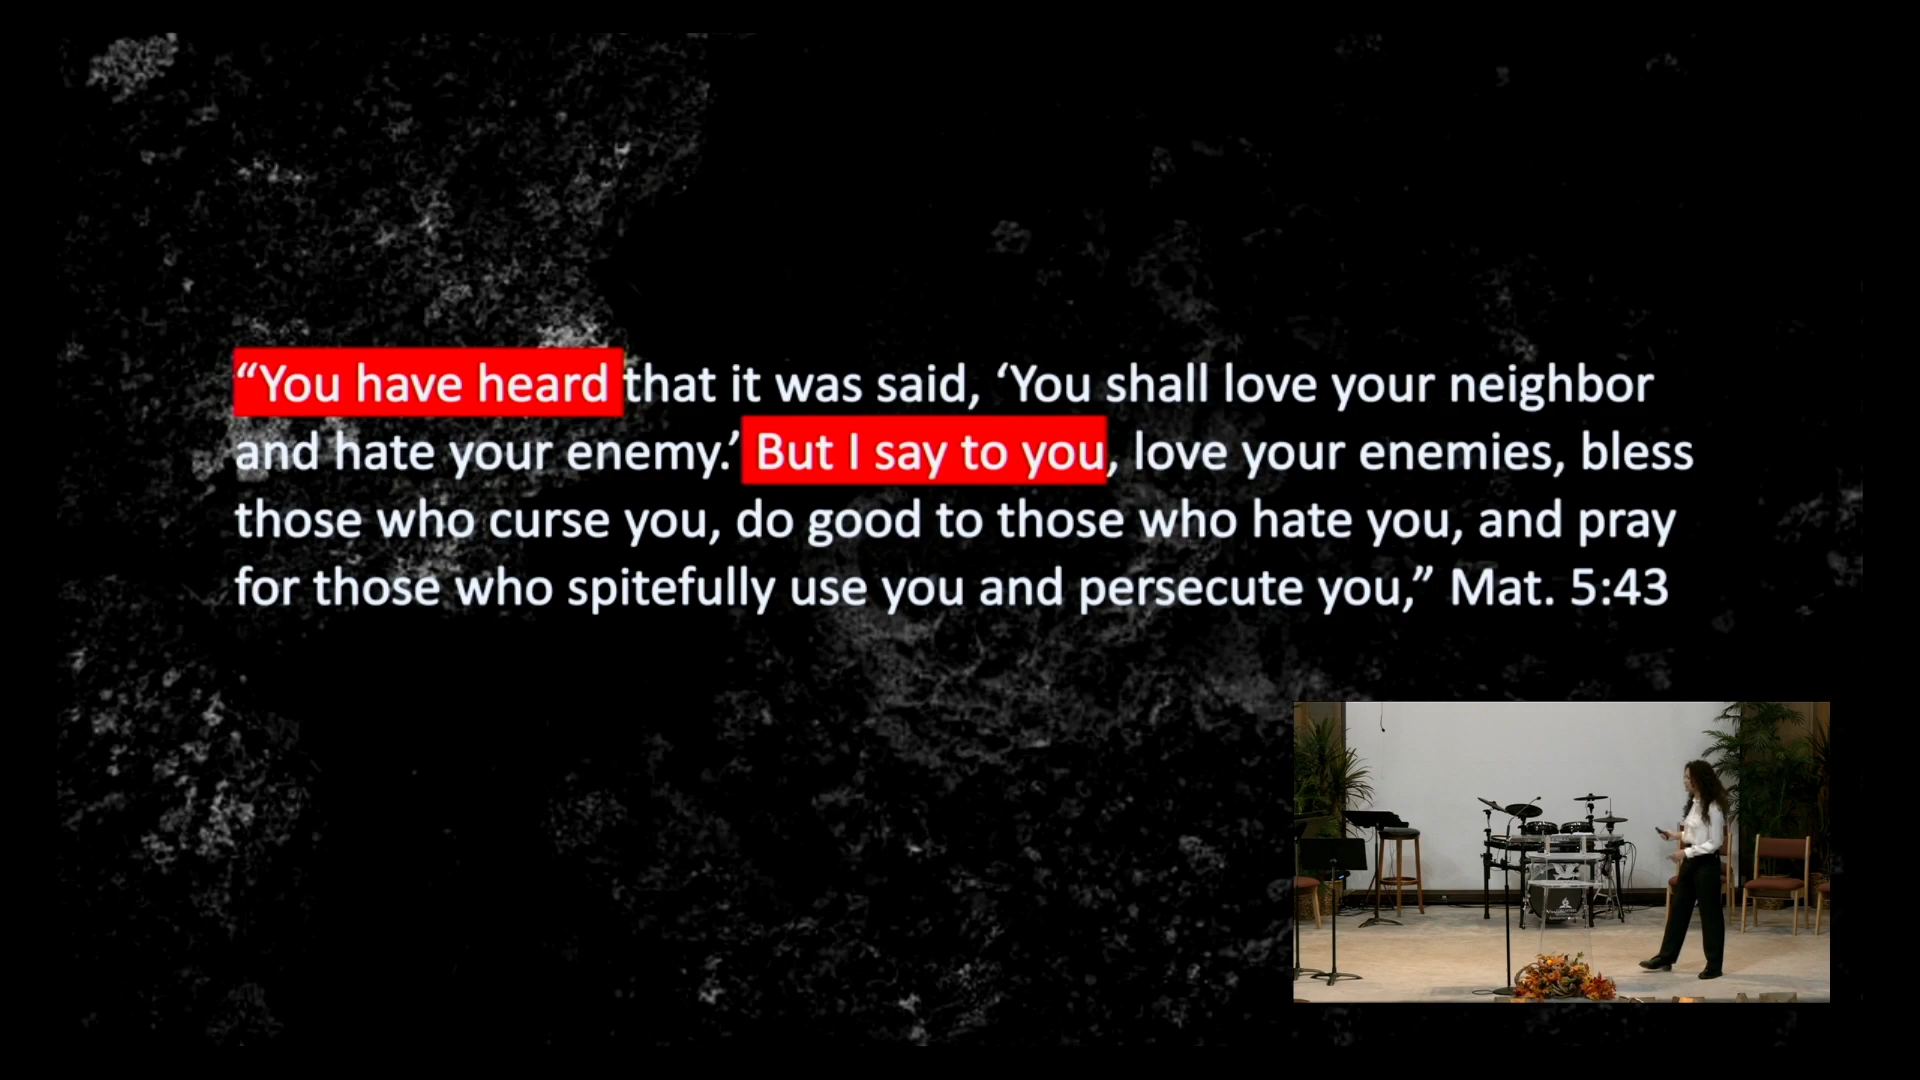 “You have heard that it was said, ‘You shall love your neighbor
and hate your enemy.’ But I say to you, love your enemies, bless
those who curse you, do good to those who hate you, and pray
for those who spitefully use you and persecute you,” Mat. 5:43